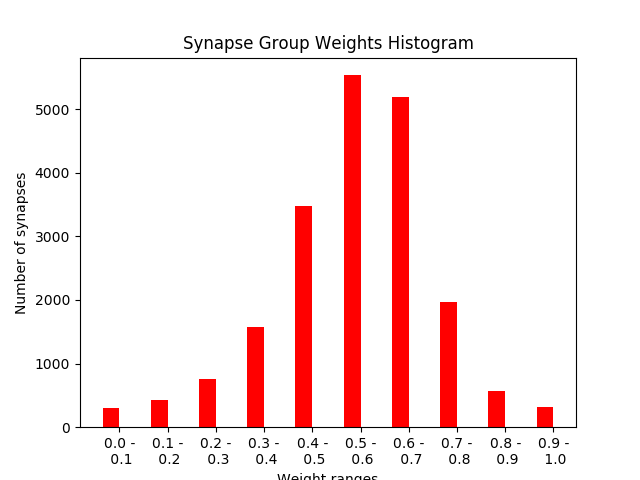 Synapse Group Weights Histogram
Number of synapses
5000
4000
3000
2000
1000
0
0.0 - 0.1 - 0.2 - 0.3 - 0.4 - 0.5 - 0.6 - 0.7 - 0.8 - 0.9 -
0.1 0.2 0.3 0.4 0.5 0.6 0.7 0.8 0.9 1.0
Weight ranges